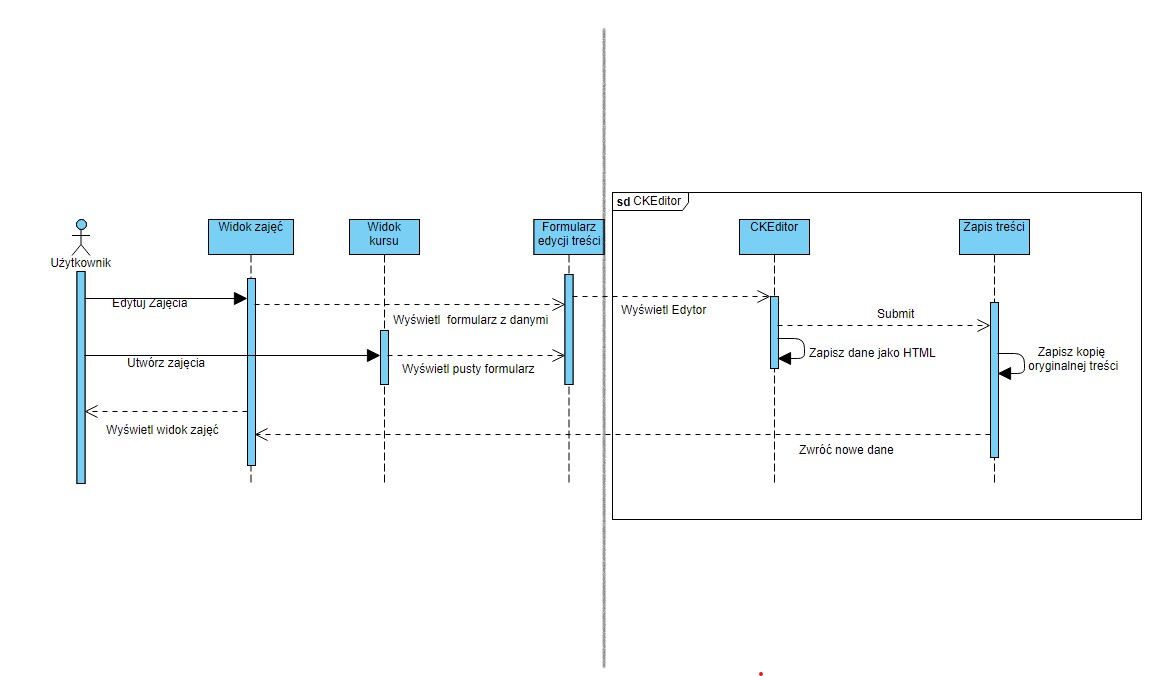 sd CKEditor
Użytkownik
Widok zajęć
Widok
kursu
Formularz
edycji treści
CKEditor
Zapis treści
Edytuj Zajęcia
Wyświetl formularz z danymi
Wyświetl Edytor
Submit
Utwórz zajęcia
Wyświetl pusty formularz
Zapisz dane jako HTML
Zapisz kopię
oryginalnej treści
Wyświetl widok zajęć
Zwróć nowe dane